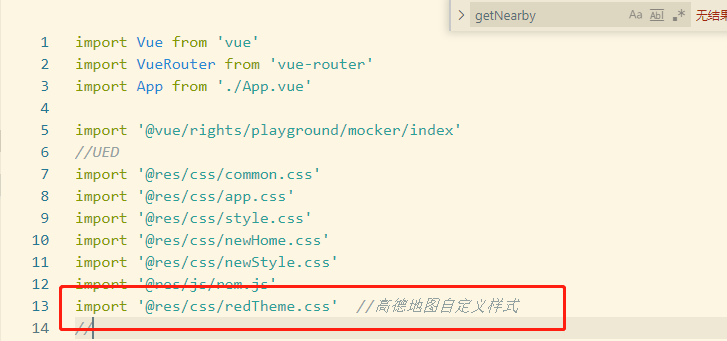 getNearby Aa Abl .* 无结果
1 import Vue from 'vue'
2 import VueRouter from 'vue-router'
3 import App from './App.vue'
4
5 import '@vue/rights/playground/mocker/index'
6 //UED
7 import '@res/css/common.css'
8 import '@res/css/app.css'
9 import '@res/css/style.css'
10 import '@res/css/newHome.css'
11 import '@res/css/newStyle.css'
12 import '@res/js/rem.js'
13 import '@res/css/redTheme.css' //高德地图自定义样式
14 //